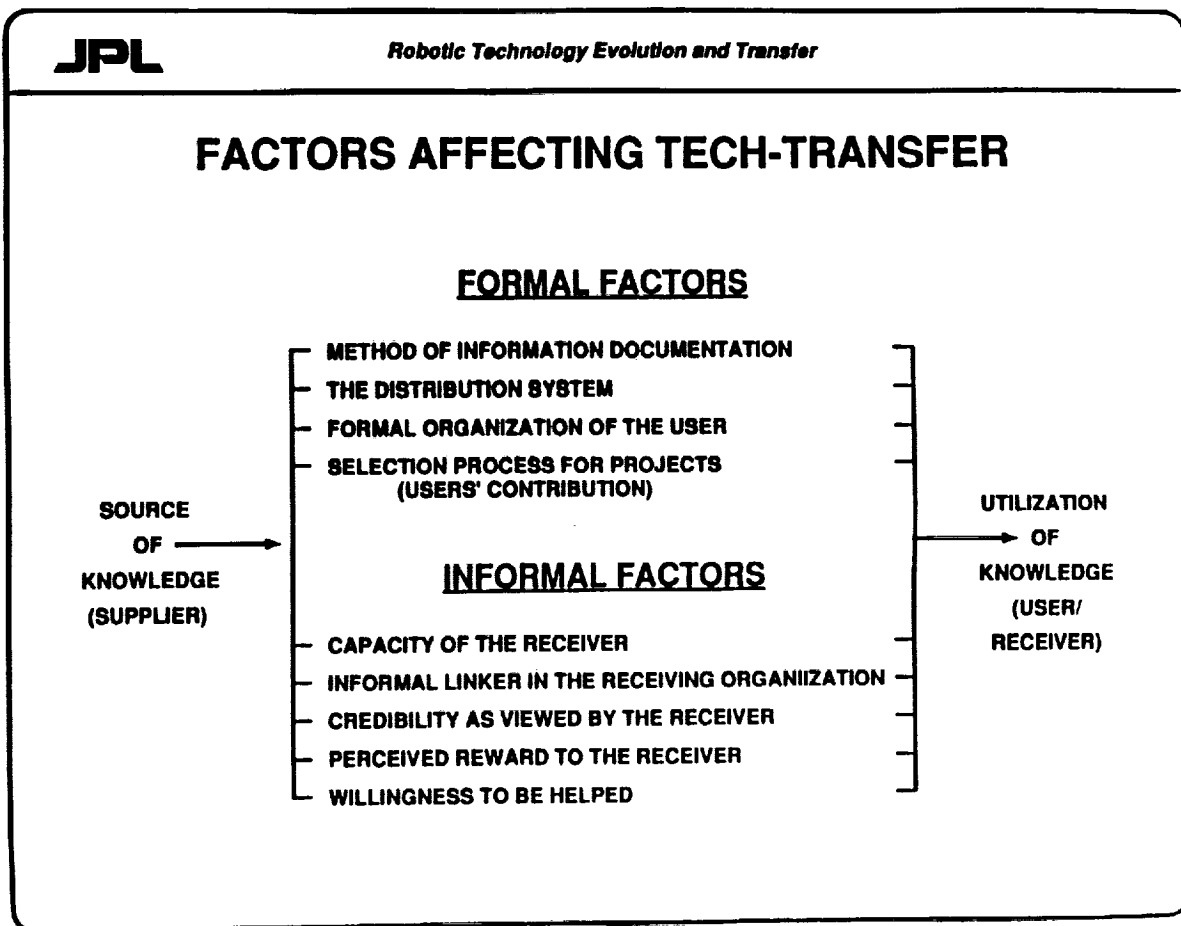 JPL
Robotic Technology Evolution and Transfer
FACTORS AFFECTING TECH-TRANSFER
FORMAL FACTORS
METHOD OF INFORMATION DOCUMENTATION
THE DISTRIBUTION SYSTEM
FORMAL ORGANIZATION OF THE USER
SELECTION PROCESS FOR PROJECTS
(USERS' CONTRIBUTION)
SOURCE
OF
KNOWLEDGE
(SUPPLIER)
INFORMAL FACTORS
CAPACITY OF THE RECEIVER
INFORMAL LINKER IN THE RECEIVING ORGANIIZATION
CREDIBILITY AS VIEWED BY THE RECEIVER
PERCEIVED REWARD TO THE RECEIVER
WILLINGNESS TO BE HELPED
UTILIZATION
OF
KNOWLEDGE
(USER/
RECEIVER)